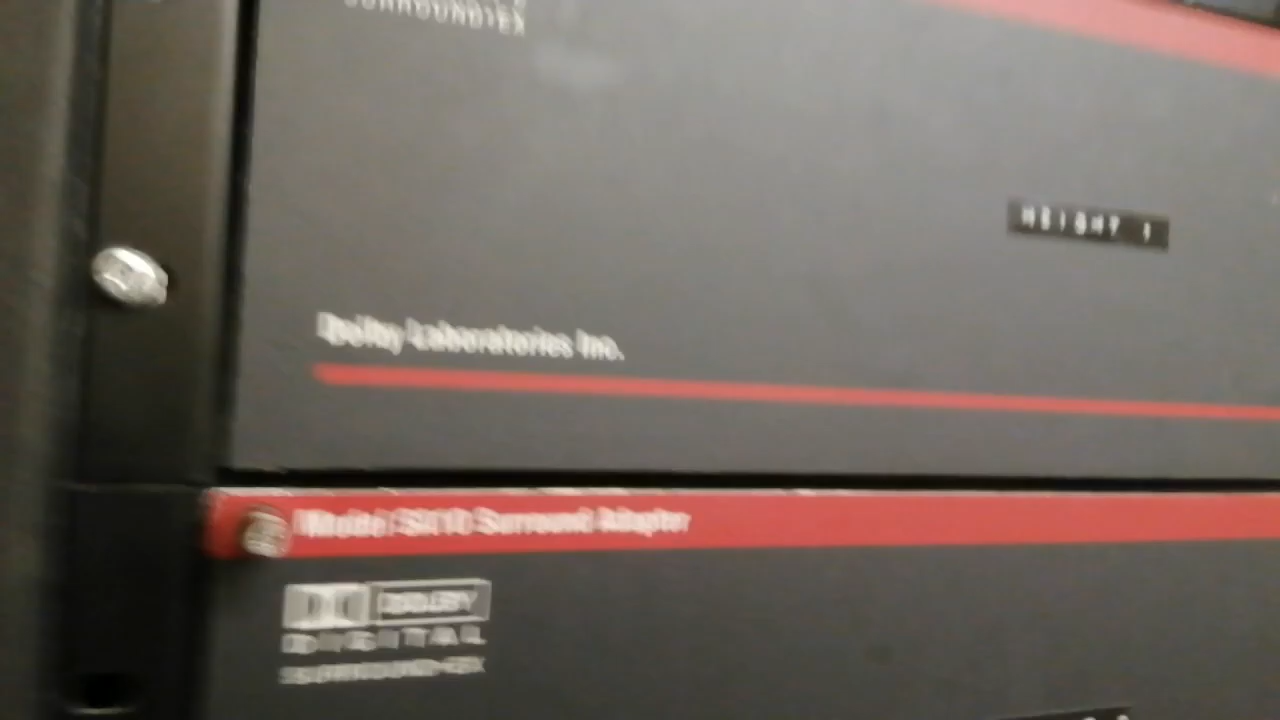 SURROUND•EX
HEIGHT 1
Dolby Laboratories Inc.
Model SA10 Surround Adapter
DOLBY
DIGITAL
SURROUND•EX